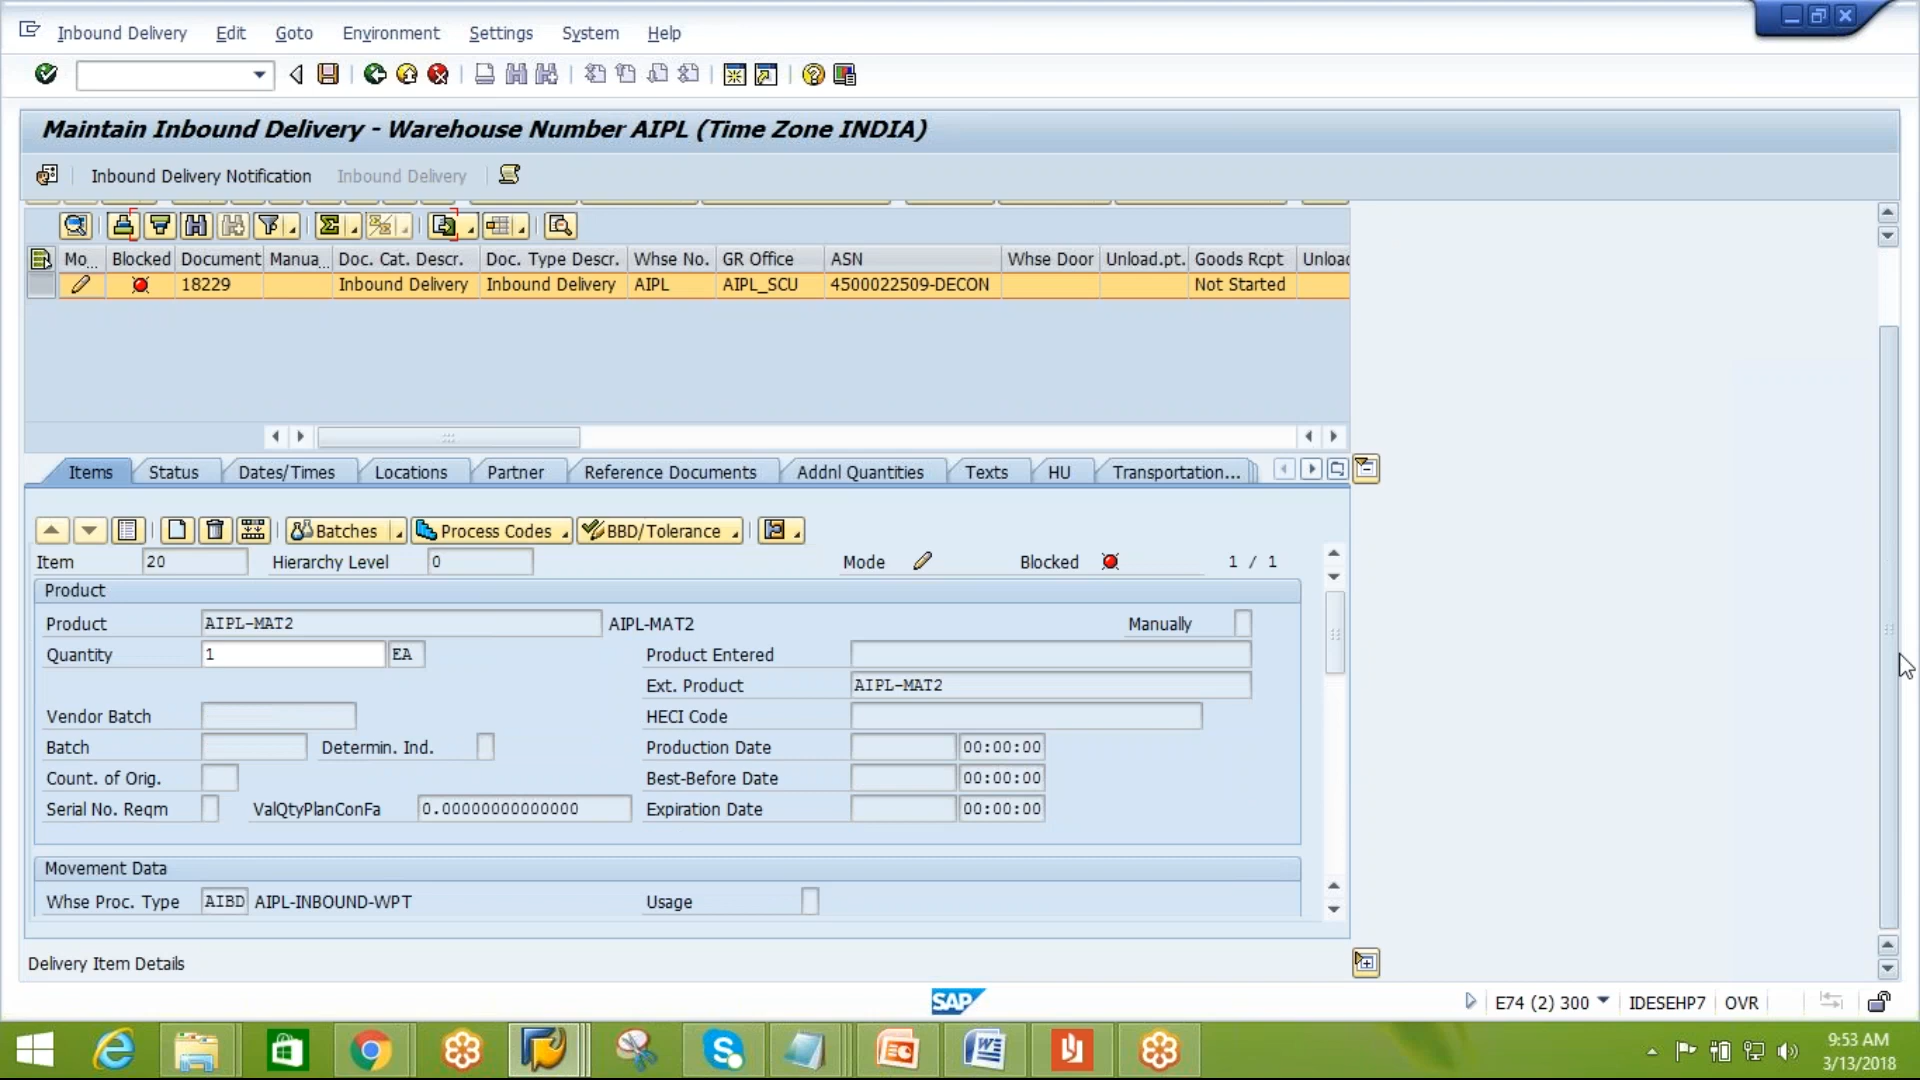 Inbound Delivery Edit Goto Environment Settings System Help
Maintain Inbound Delivery - Warehouse Number AIPL (Time Zone INDIA)
Inbound Delivery Notification Inbound Delivery
Mo... Blocked Document Manua... Doc. Cat. Descr. Doc. Type Descr. Whse No. GR Office ASN Whse Door Unload.pt. Goods Rcpt Unload
18229 Inbound Delivery Inbound Delivery AIPL AIPL_SCU 4500022509-DECON Not Started
Items Status Dates/Times Locations Partner Reference Documents Addnl Quantities Texts HU Transportation...
Batches Process Codes BBD/Tolerance
Item 20 Hierarchy Level 0 Mode Blocked 1 / 1
Product
Product AIPL-MAT2 AIPL-MAT2 Manually
Quantity 1 EA Product Entered
Ext. Product AIPL-MAT2
Vendor Batch HECI Code
Batch Determin. Ind. Production Date 00:00:00
Count. of Orig. Best-Before Date 00:00:00
Serial No. Reqm ValQtyPlanConFa 0.00000000000000 Expiration Date 00:00:00
Movement Data
Whse Proc. Type AIBD AIPL-INBOUND-WPT Usage
Delivery Item Details
SAP
E74 (2) 300 IDESEHP7 OVR
9:53 AM
3/13/2018